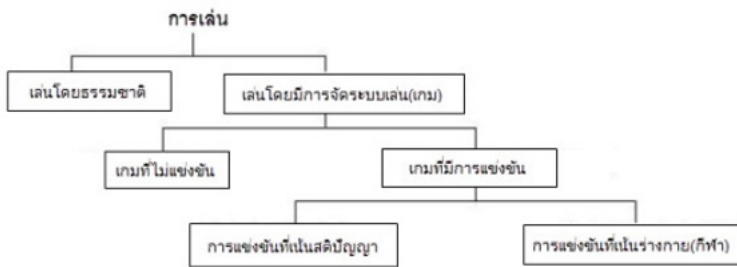 การเล่น
เล่นโดยธรรมชาติ
เล่นโดยมีการจัดระบบเล่น(เกม)
เกมที่ไม่แข่งขัน
เกมที่มีการแข่งขัน
การแข่งขันที่เน้นสติปัญญา
การแข่งขันที่เน้นร่างกาย(กีฬา)